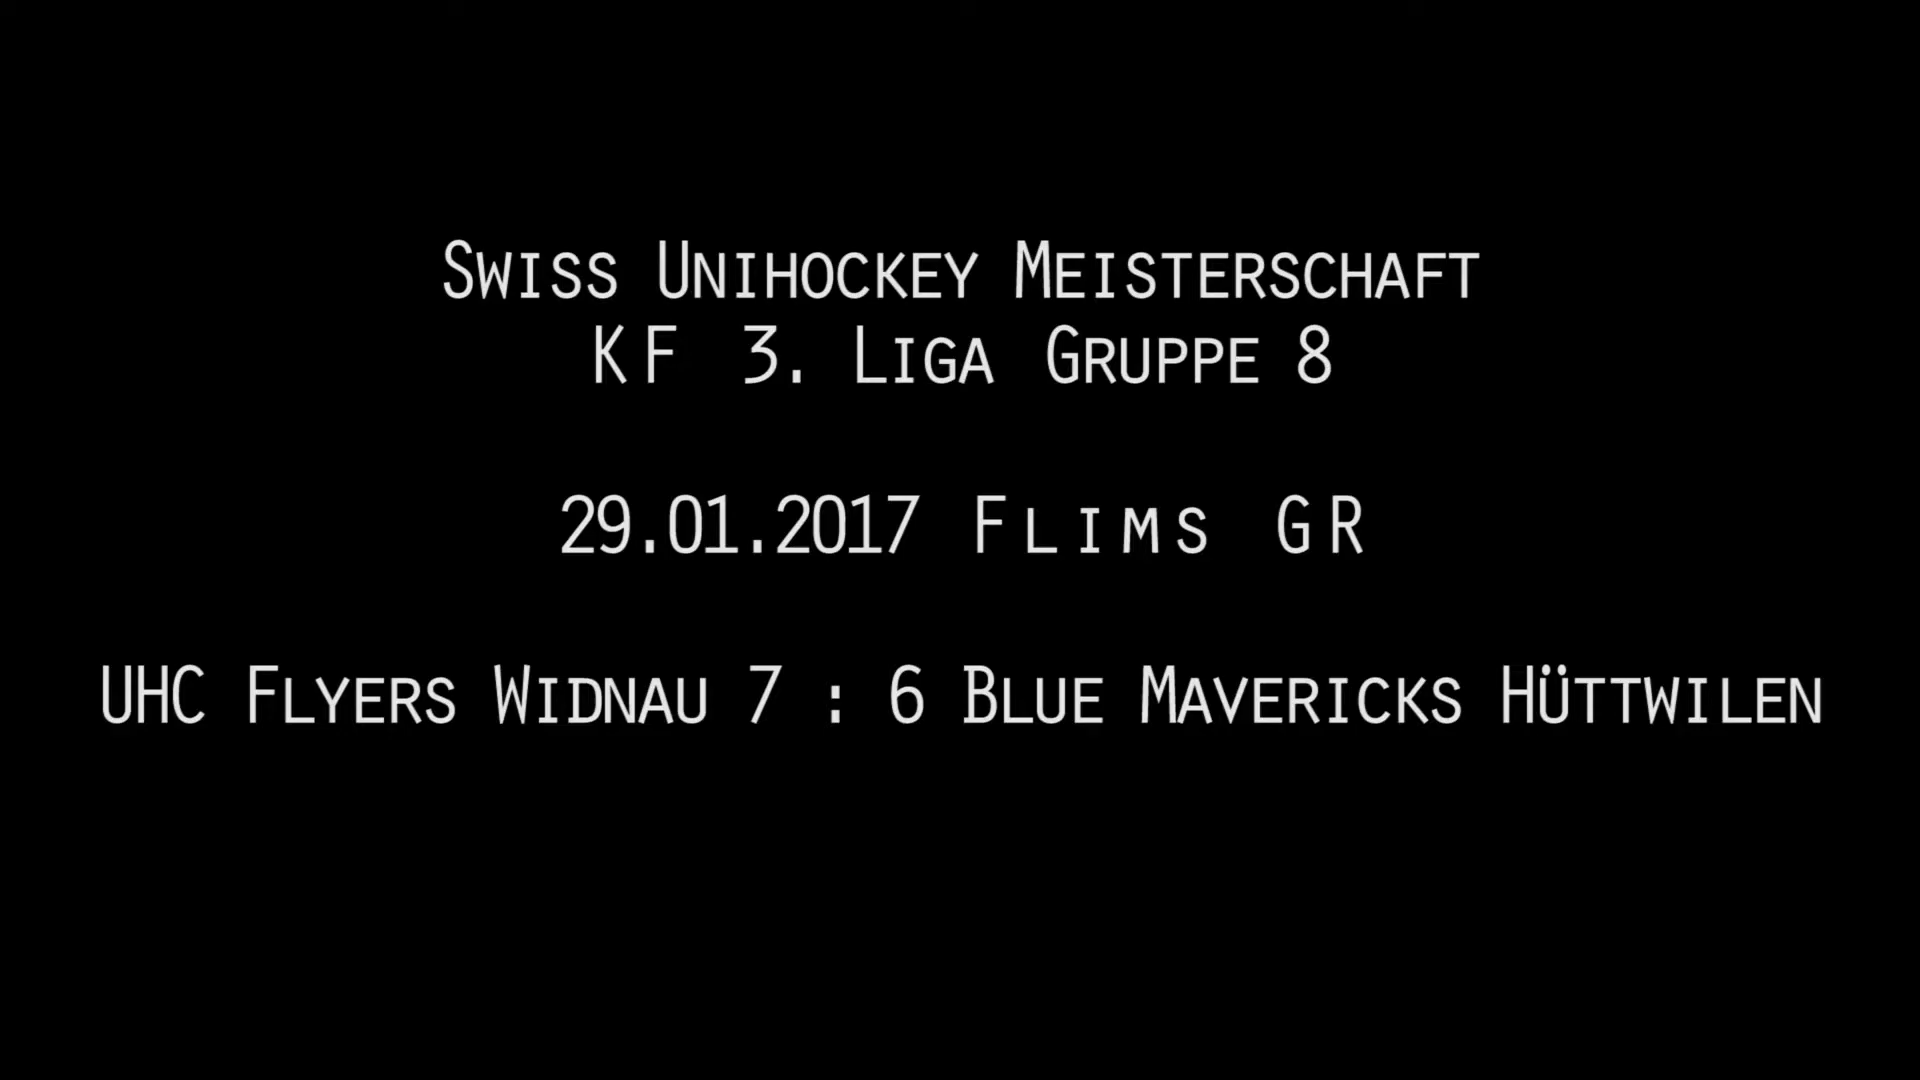 Swiss Unihockey Meisterschaft
KF 3. Liga Gruppe 8
29.01.2017 Flims GR
UHC Flyers Widnau 7 : 6 Blue Mavericks Hüttwilen